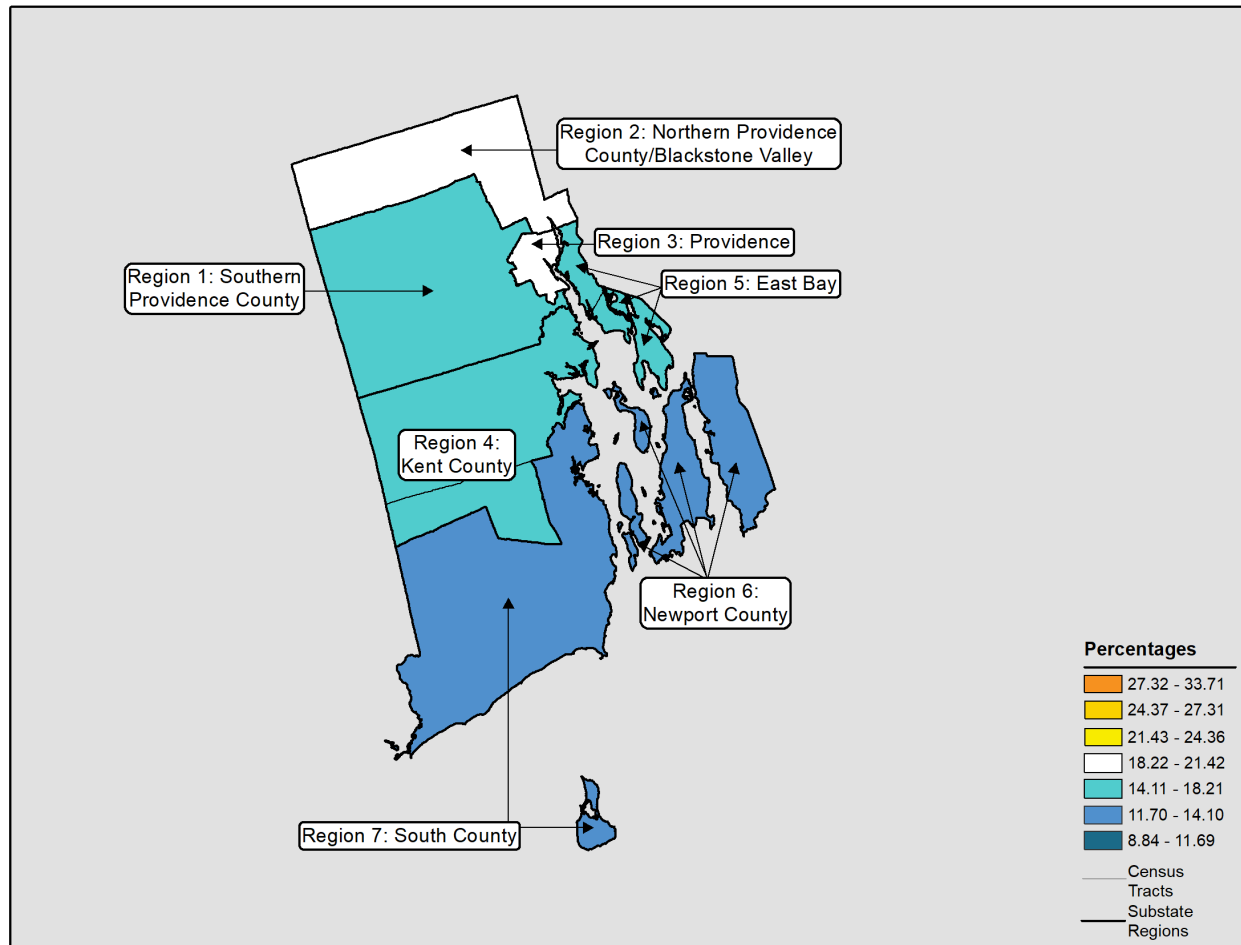 Region 2: Northern Providence
County/Blackstone Valley
Region 3: Providence
Region 1: Southern
Providence County
Region 5: East Bay
Region 4:
Kent County
Region 6:
Newport County
Region 7: South County
Percentages
27.32 - 33.71
24.37 - 27.31
21.43 - 24.36
18.22 - 21.42
14.11 - 18.21
11.70 - 14.10
8.84 - 11.69
Census
Tracts
Substate
Regions